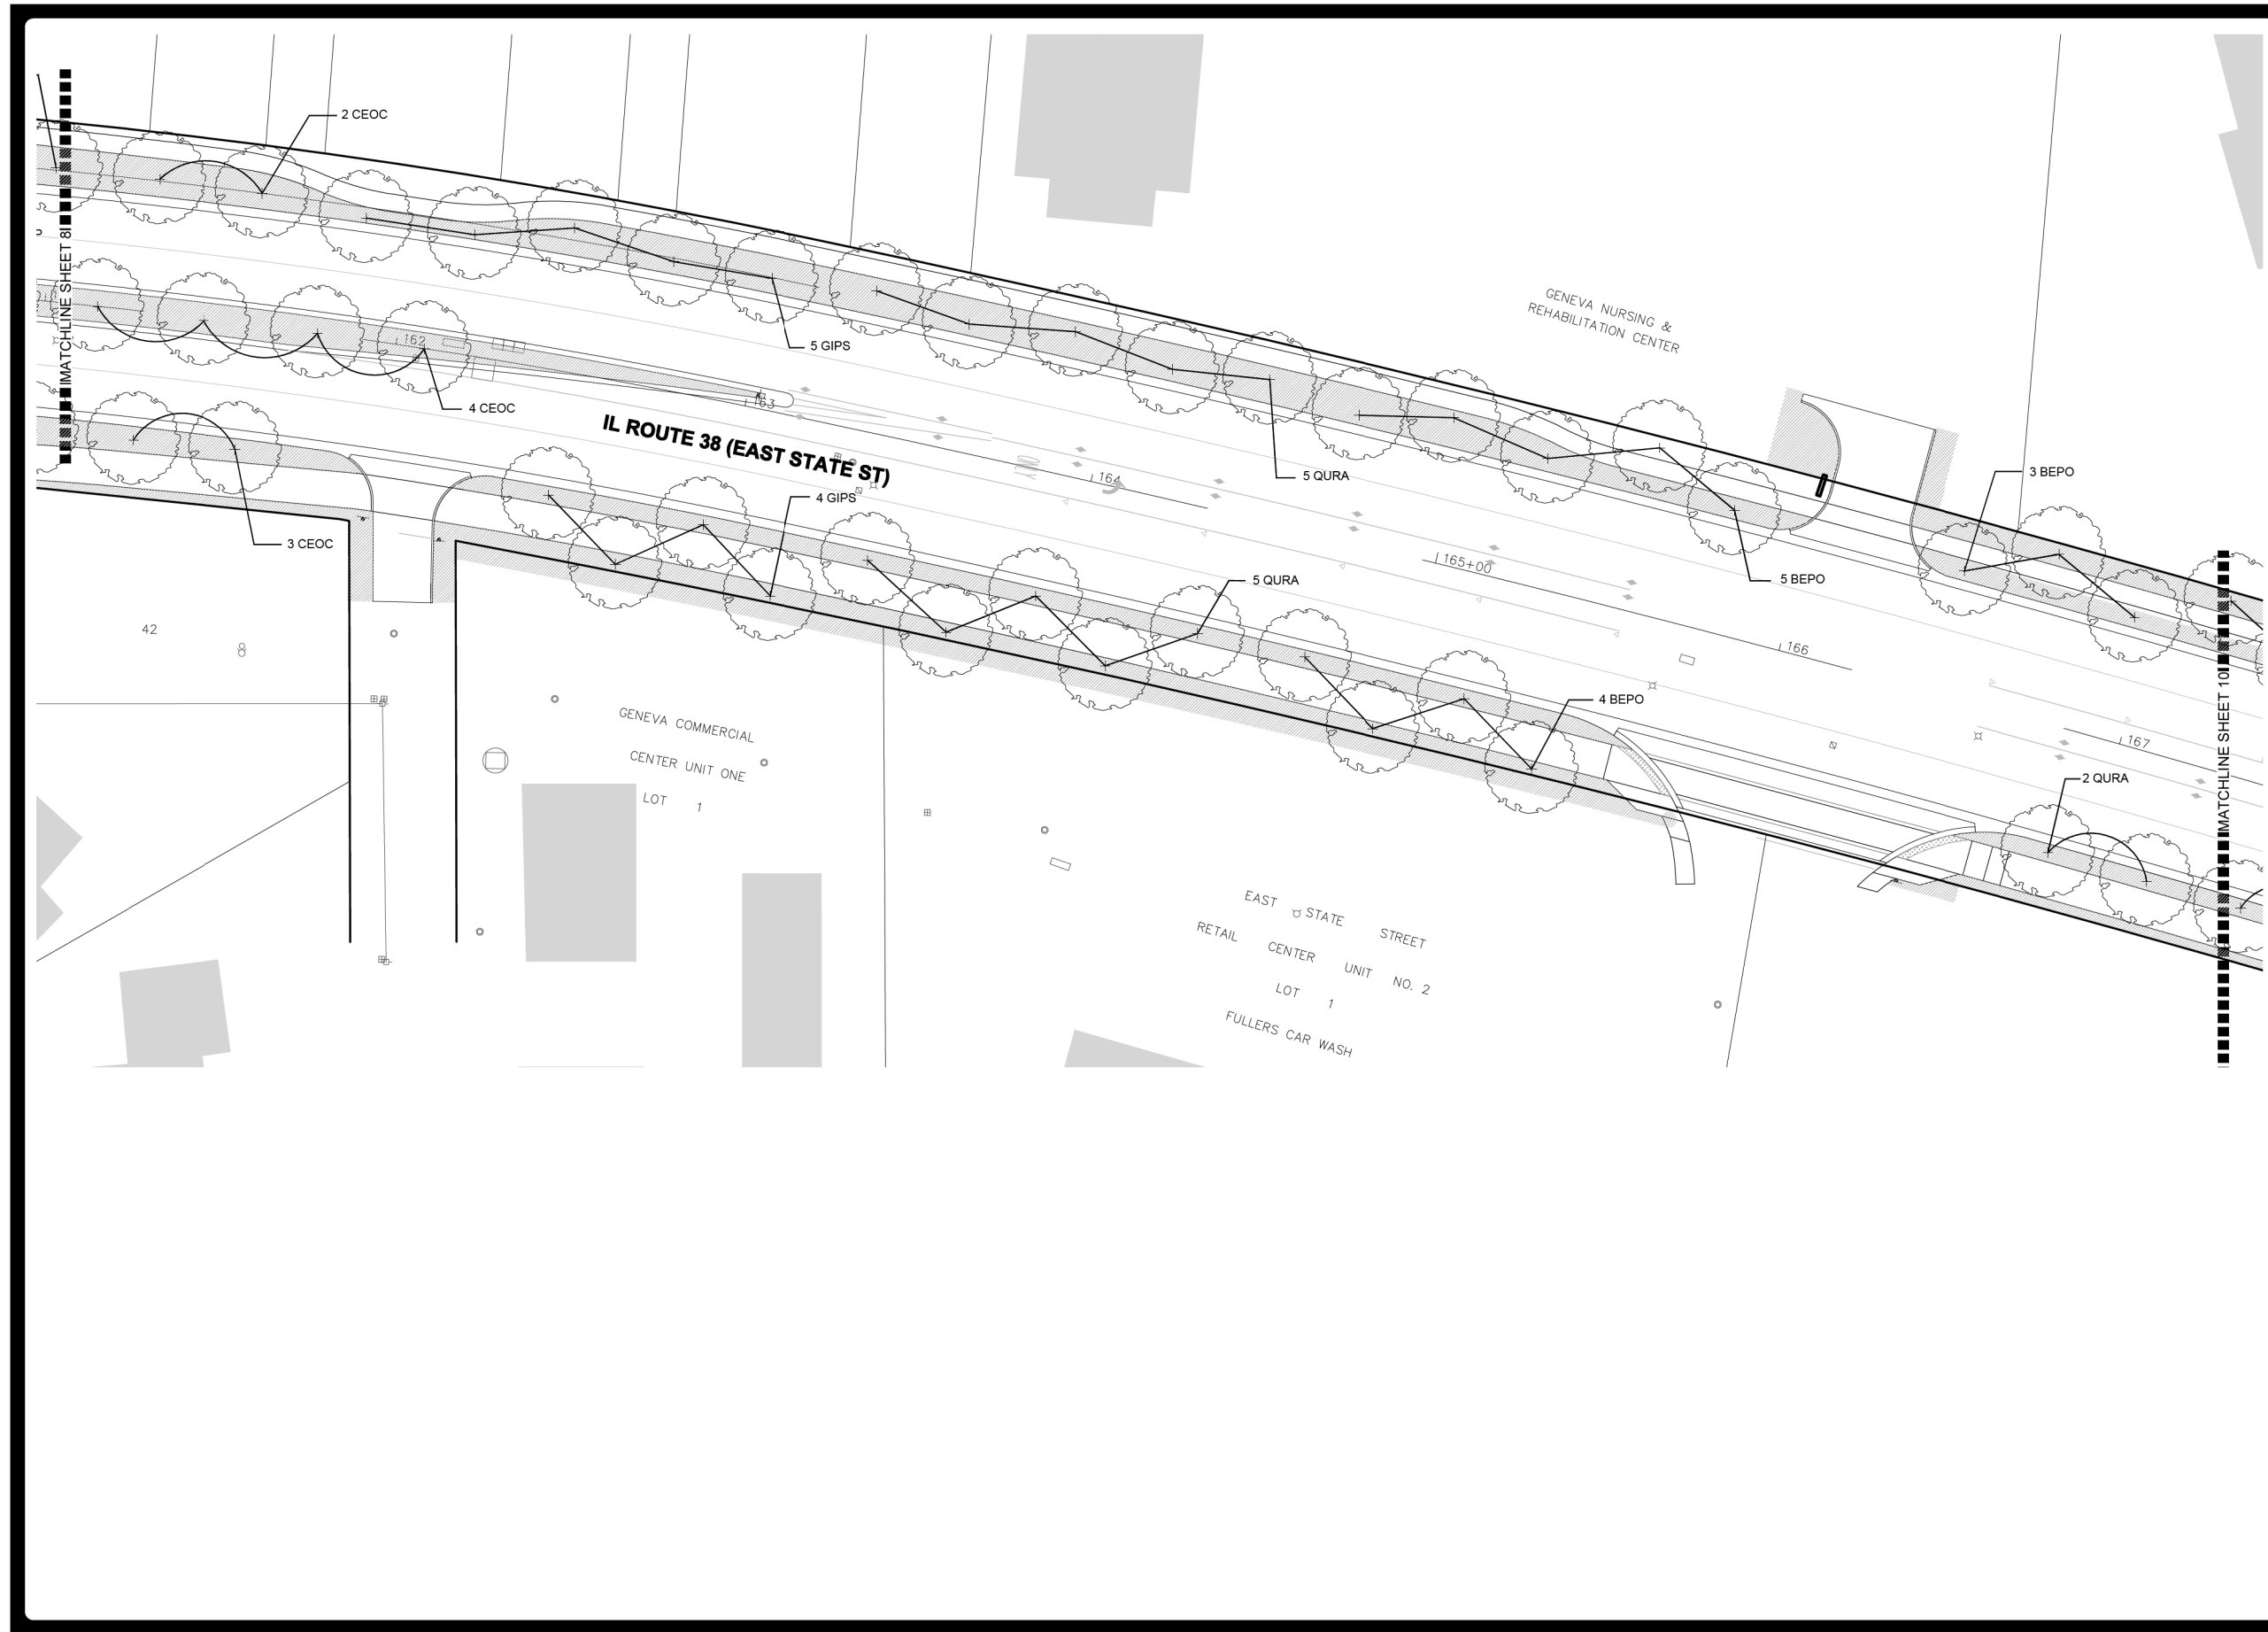 2 CEOC
MATCHLINE SHEET 8
5 GIPS
GENEVA NURSING &
REHABILITATION CENTER
162
4 CEOC
163
IL ROUTE 38 (EAST STATE ST)
164
5 QURA
3 BEPO
4 GIPS
3 CEOC
165+00
5 BEPO
5 QURA
42
166
4 BEPO
GENEVA COMMERCIAL
CENTER UNIT ONE
LOT 1
167
MATCHLINE SHEET 10
2 QURA
EAST STATE STREET
RETAIL CENTER UNIT NO. 2
LOT 1
FULLERS CAR WASH